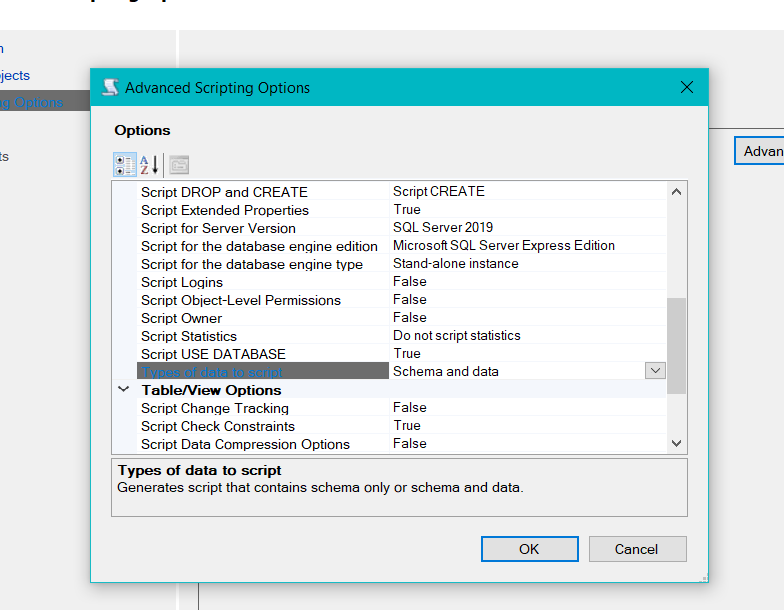 jects
ng Options
ts
Advan
Advanced Scripting Options
Options
Script DROP and CREATE Script CREATE
Script Extended Properties True
Script for Server Version SQL Server 2019
Script for the database engine edition Microsoft SQL Server Express Edition
Script for the database engine type Stand-alone instance
Script Logins False
Script Object-Level Permissions False
Script Owner False
Script Statistics Do not script statistics
Script USE DATABASE True
Types of data to script Schema and data
Table/View Options
Script Change Tracking False
Script Check Constraints True
Script Data Compression Options False
Types of data to script
Generates script that contains schema only or schema and data.
OK Cancel